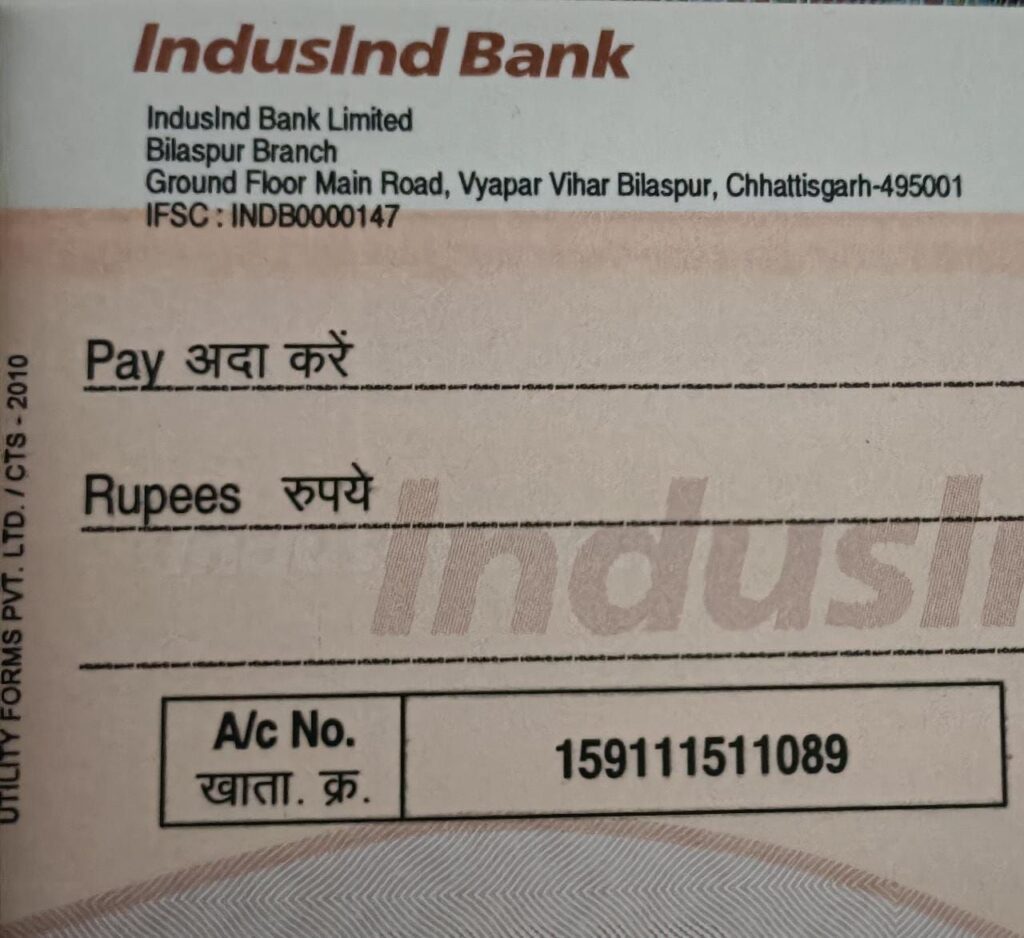 IndusInd Bank
IndusInd Bank Limited
Bilaspur Branch
Ground Floor Main Road, Vyapar Vihar Bilaspur, Chhattisgarh-495001
IFSC : INDB0000147
Pay अदा करें
Rupees रुपये
IndusIn
A/c No.
खाता. क्र.
159111511089
UTILITY FORMS PVT. LTD. / CTS - 2010